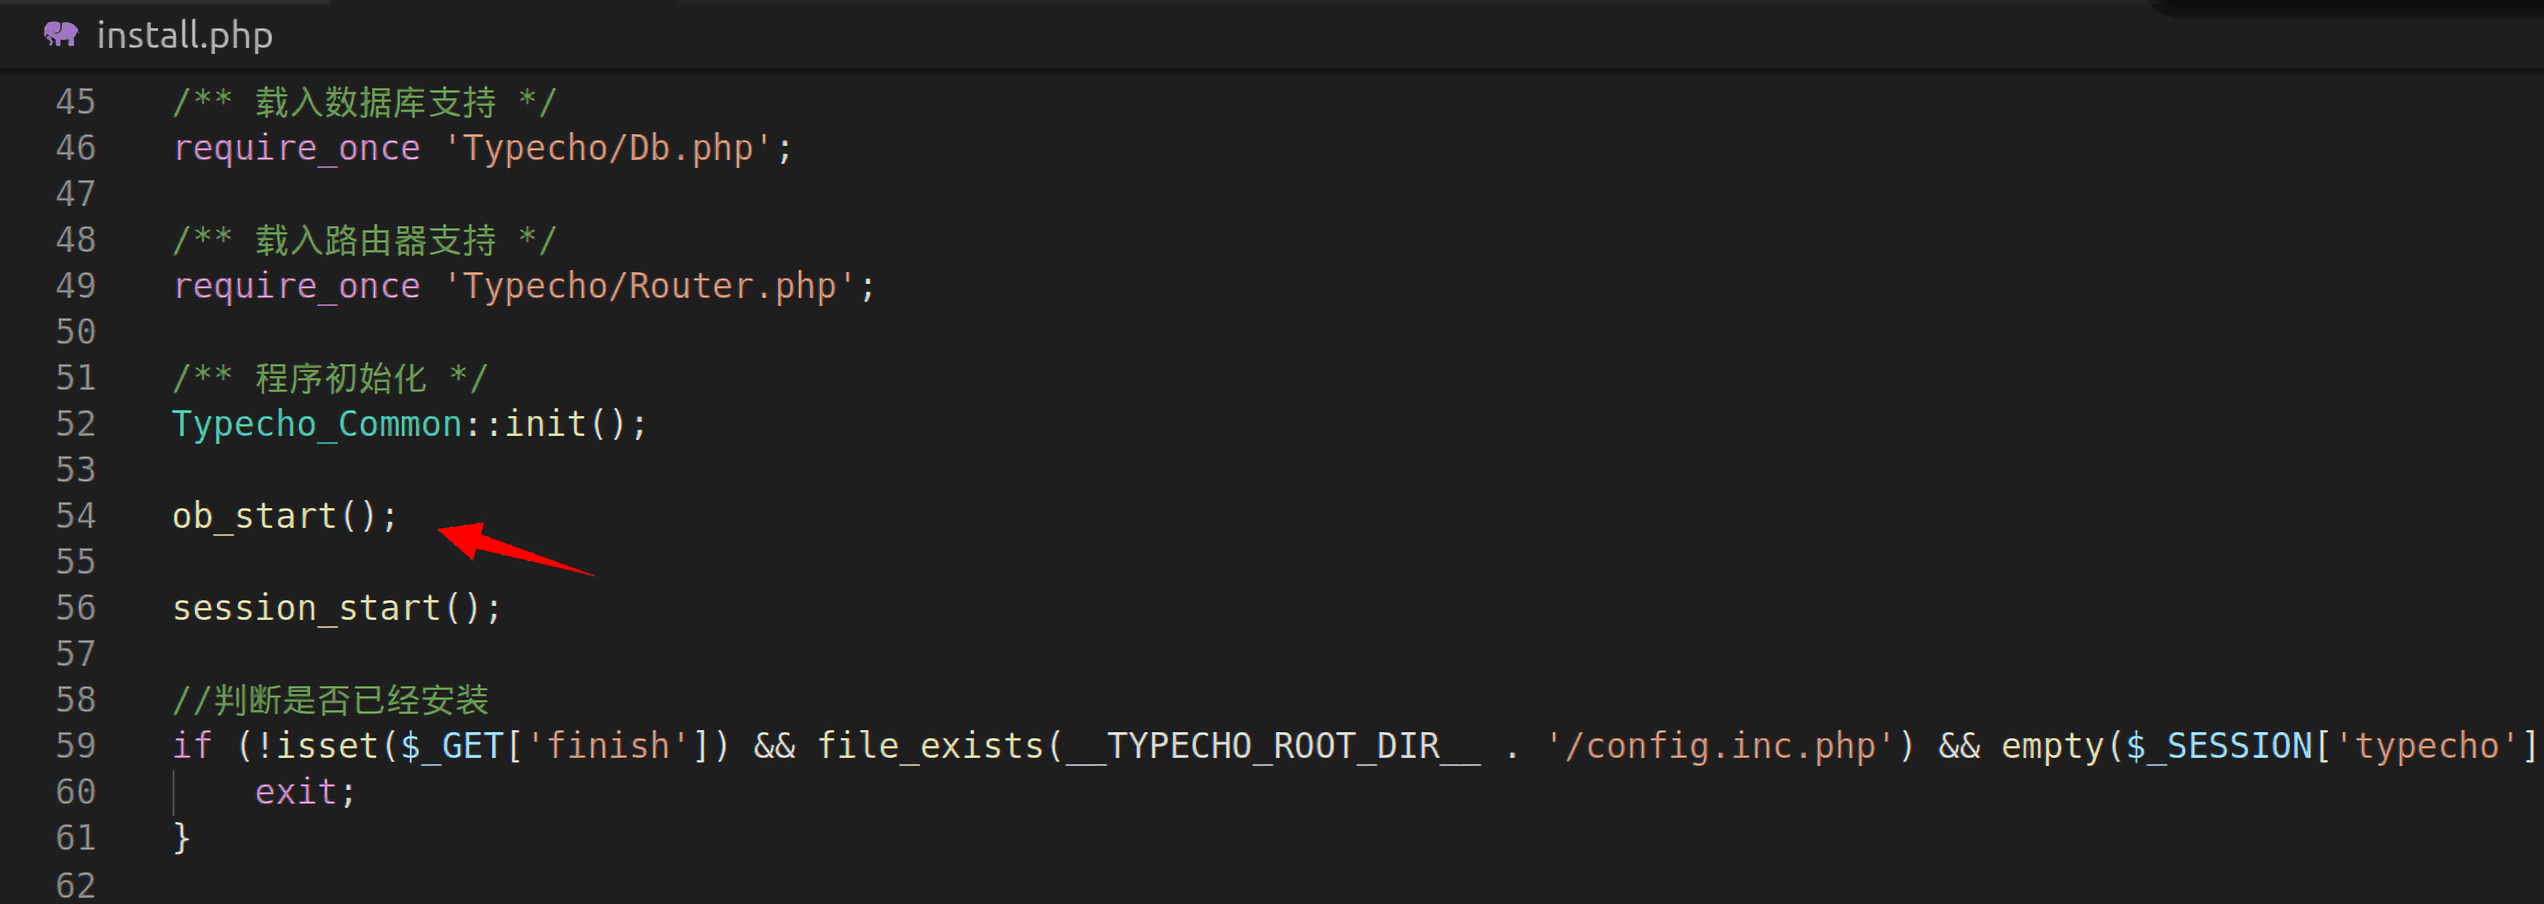 install.php
45 /** 载入数据库支持 */
46 require_once 'Typecho/Db.php';
47
48 /** 载入路由器支持 */
49 require_once 'Typecho/Router.php';
50
51 /** 程序初始化 */
52 Typecho_Common::init();
53
54 ob_start();
55
56 session_start();
57
58 //判断是否已经安装
59 if (!isset($_GET['finish']) && file_exists(__TYPECHO_ROOT_DIR__ . '/config.inc.php') && empty($_SESSION['typecho']
60     exit;
61 }
62